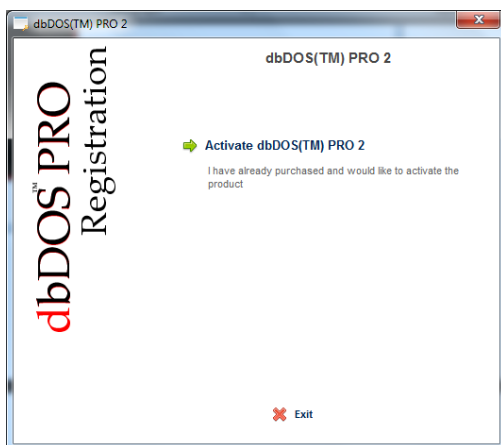 dbDOS(TM) PRO 2
dbDOS™ PRO
Registration
dbDOS(TM) PRO 2
Activate dbDOS(TM) PRO 2
I have already purchased and would like to activate the
product
Exit